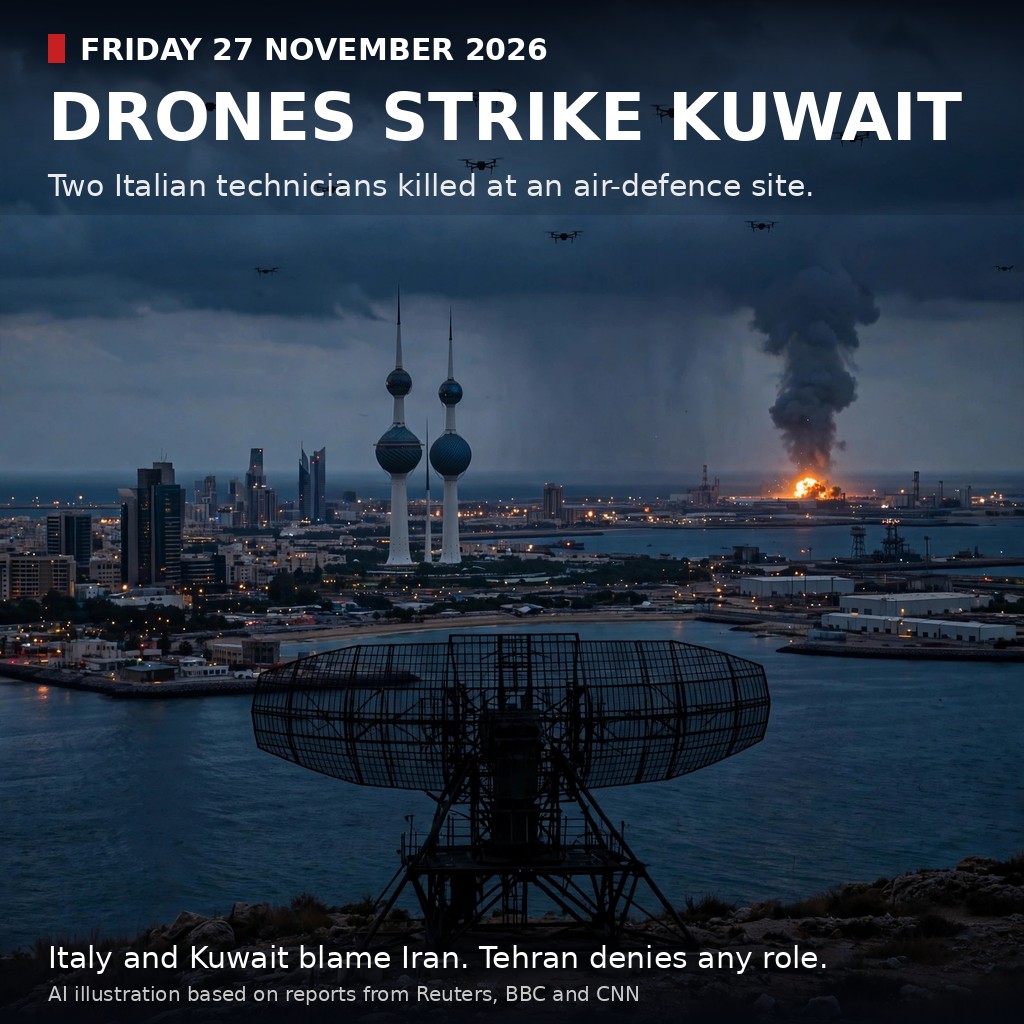 FRIDAY 27 NOVEMBER 2026
DRONES STRIKE KUWAIT
Two Italian technicians killed at an air-defence site.
Italy and Kuwait blame Iran. Tehran denies any role.
AI illustration based on reports from Reuters, BBC and CNN